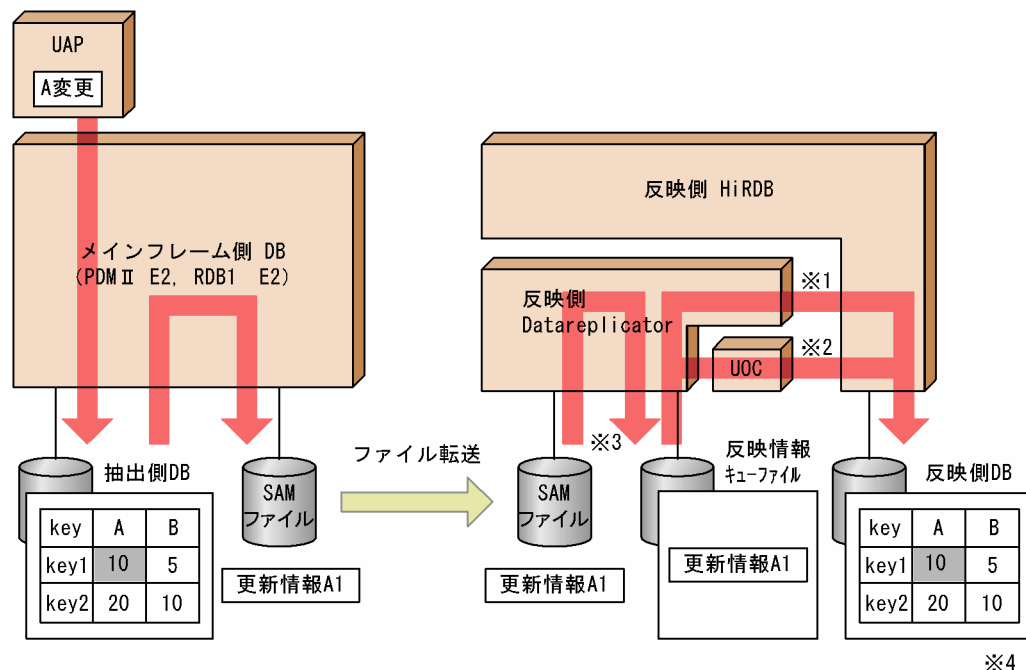 UAP
A変更
メインフレーム側 DB
(PDMⅡ E2, RDB1 E2)
反映側 HiRDB
反映側
Datareplicator
※1
※2
UOC
※3
ファイル転送
抽出側DB
SAM
ファイル
SAM
ファイル
反映情報
キューファイル
反映側DB
key A B
key1 10 5
key2 20 10
更新情報A1
更新情報A1
更新情報A1
key A B
key1 10 5
key2 20 10
※4